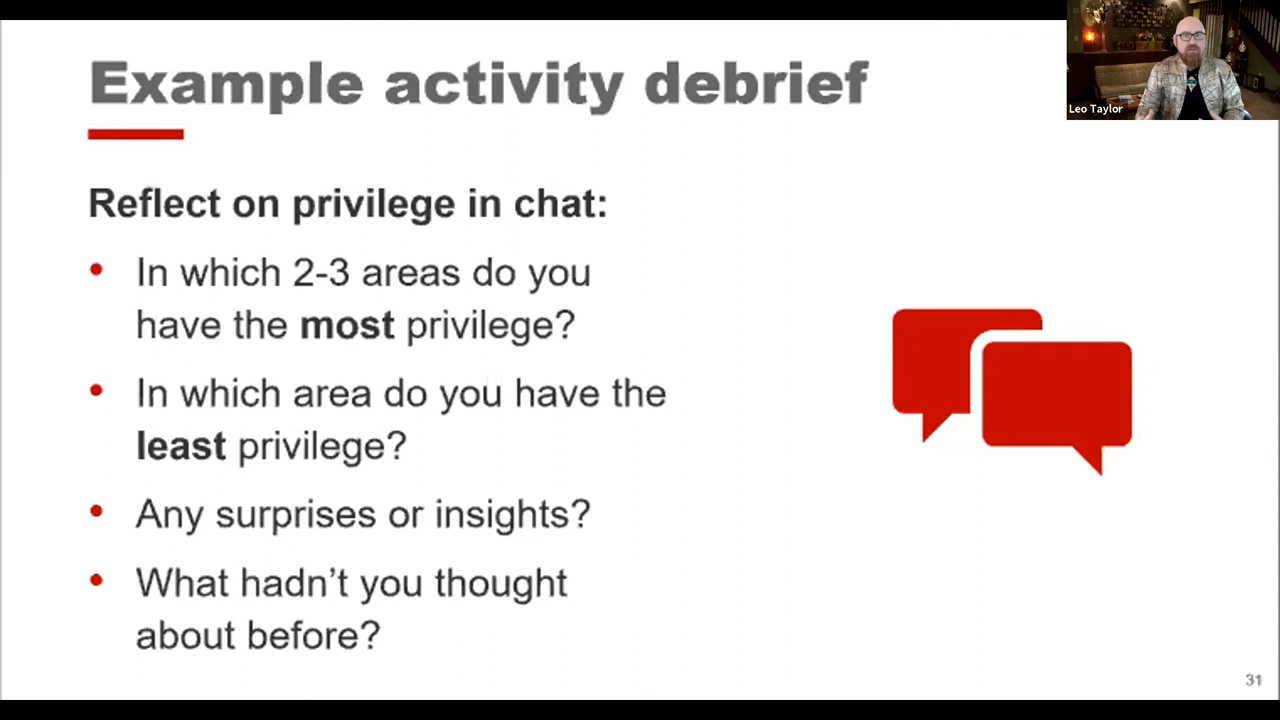 Example activity debrief
Leo Taylor
Reflect on privilege in chat:
• In which 2-3 areas do you
have the most privilege?
• In which area do you have the
least privilege?
• Any surprises or insights?
• What hadn't you thought
about before?
31